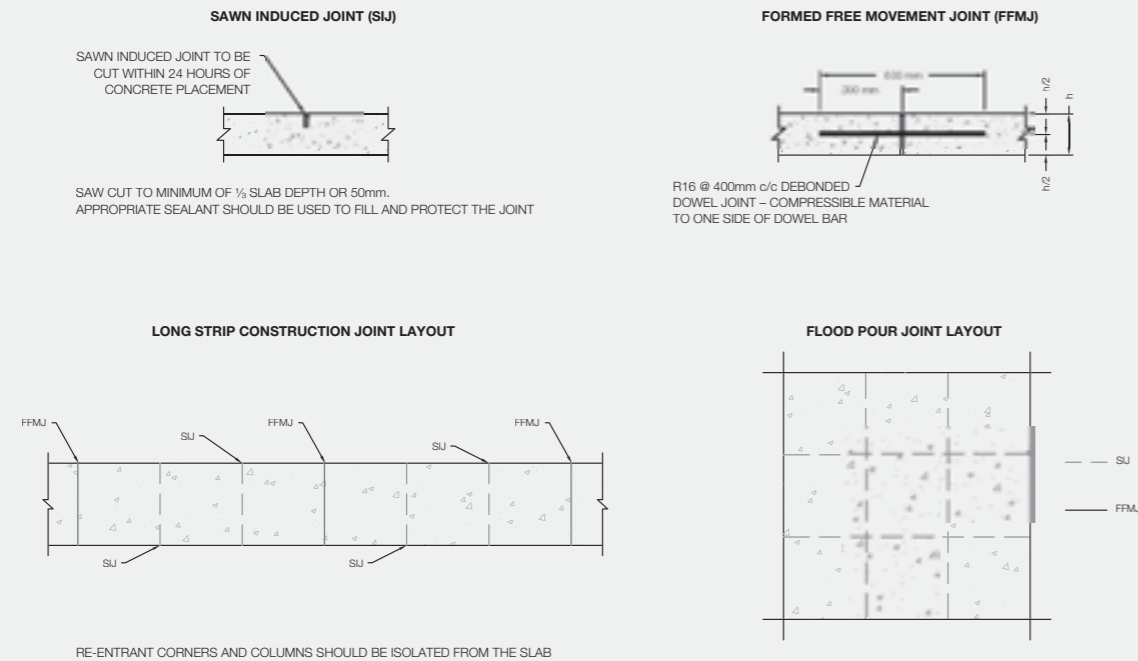 SAWN INDUCED JOINT (SIJ)
SAWN INDUCED JOINT TO BE
CUT WITHIN 24 HOURS OF
CONCRETE PLACEMENT
SAW CUT TO MINIMUM OF ⅓ SLAB DEPTH OR 50mm.
APPROPRIATE SEALANT SHOULD BE USED TO FILL AND PROTECT THE JOINT
FORMED FREE MOVEMENT JOINT (FFMJ)
600 mm
300 mm
h/2
h
h/2
R16 @ 400mm c/c DEBONDED
DOWEL JOINT – COMPRESSIBLE MATERIAL
TO ONE SIDE OF DOWEL BAR
LONG STRIP CONSTRUCTION JOINT LAYOUT
FFMJ
SIJ
FFMJ
SIJ
FFMJ
SIJ
SIJ
RE-ENTRANT CORNERS AND COLUMNS SHOULD BE ISOLATED FROM THE SLAB
FLOOD POUR JOINT LAYOUT
SIJ
FFMJ